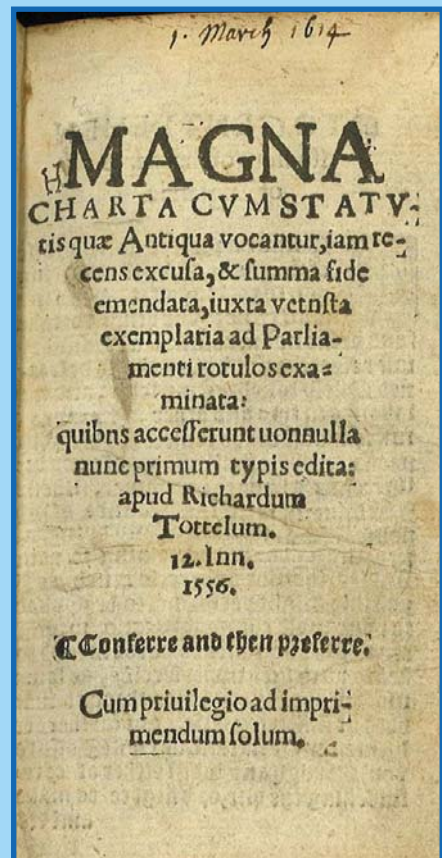 1. March 1614
MAGNA
CHARTA CVM STATV-
tis quæ Antiqua vocantur, iam re-
cens excusa, & summa fide
emendata, iuxta vetusta
exemplaria ad Parlia-
menti rotulos exa-
minata:
quibus accesserunt nonnulla
nunc primum typis edita:
apud Richardum
Tottelum.
12. Iun.
1556.
¶Conferre and then preferre.
Cum priuilegio ad impri-
mendum solum.